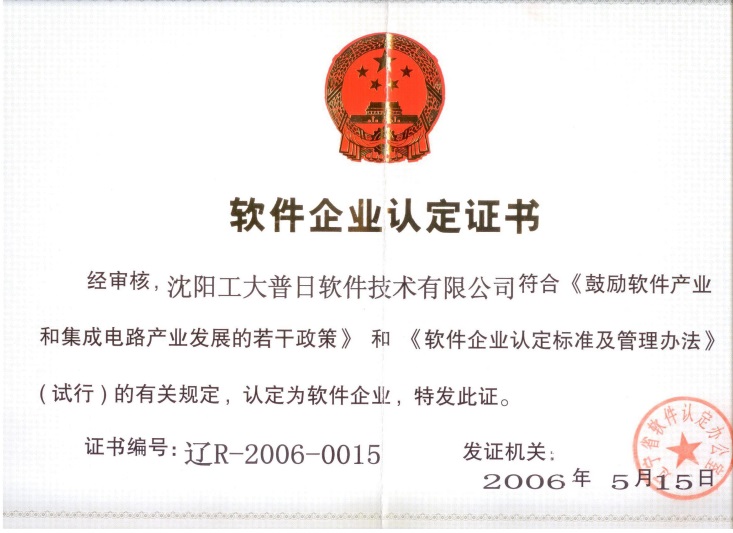 软件企业认定证书
经审核，沈阳工大普日软件技术有限公司符合《鼓励软件产业
和集成电路产业发展的若干政策》和《软件企业认定标准及管理办法》
(试行)的有关规定，认定为软件企业，特发此证。
证书编号：辽R-2006-0015
发证机关：
辽宁省软件认定办公室
2006年 5月15日